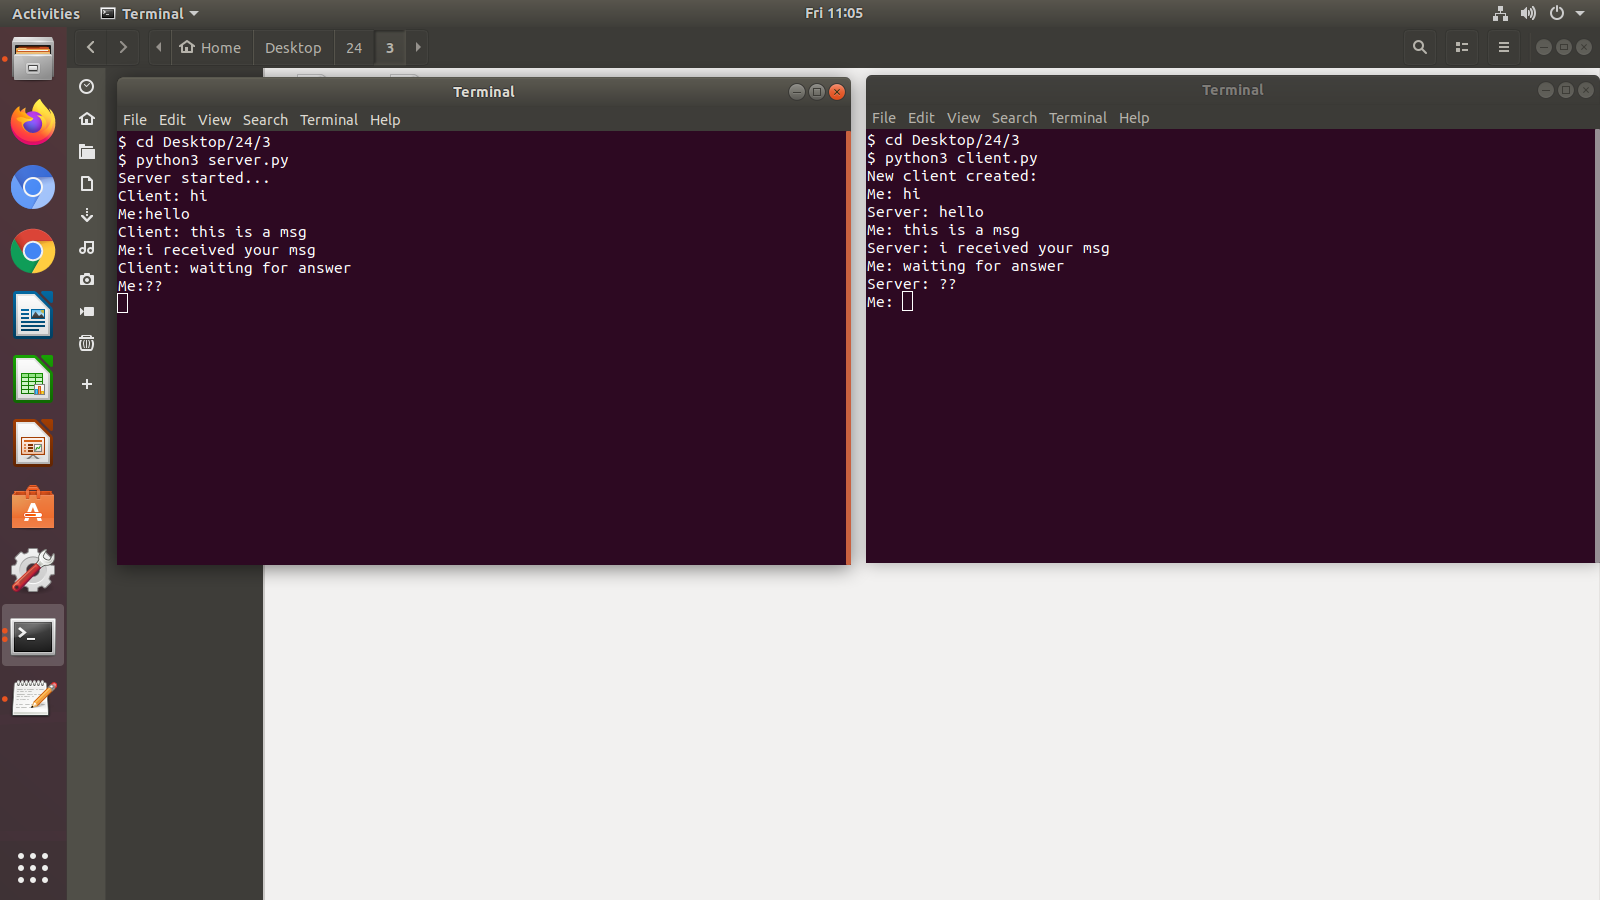 Activities
Terminal
Fri 11:05
Home
Desktop
24
3
Terminal
File Edit View Search Terminal Help
$ cd Desktop/24/3
$ python3 server.py
Server started...
Client: hi
Me:hello
Client: this is a msg
Me:i received your msg
Client: waiting for answer
Me:??
Terminal
File Edit View Search Terminal Help
$ cd Desktop/24/3
$ python3 client.py
New client created:
Me: hi
Server: hello
Me: this is a msg
Server: i received your msg
Me: waiting for answer
Server: ??
Me: